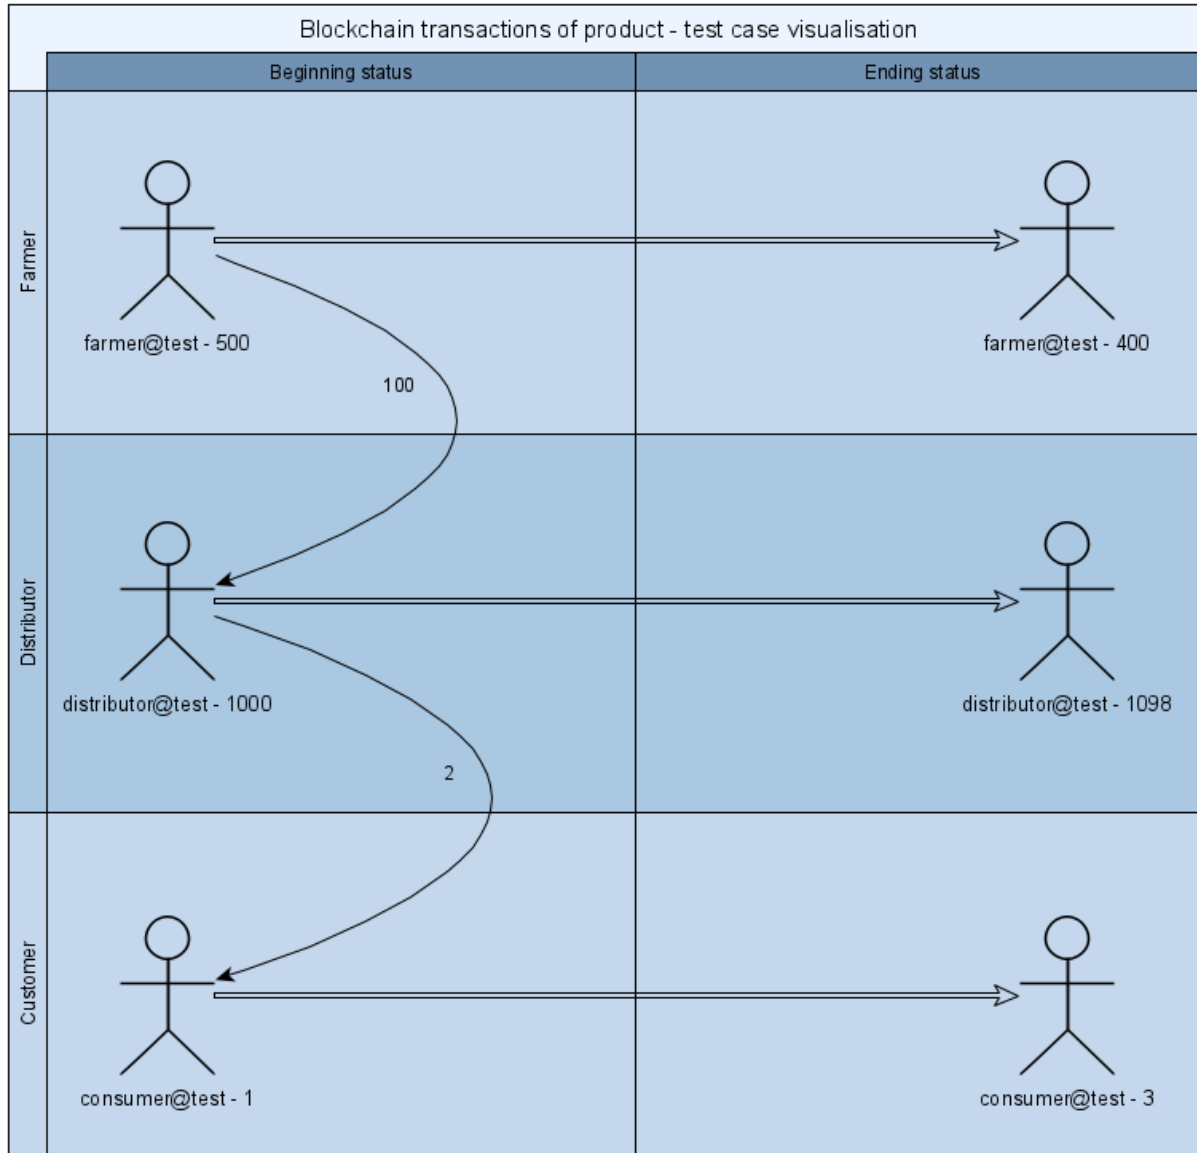 Blockchain transactions of product - test case visualisation
Beginning status
Ending status
Farmer
farmer@test - 500
farmer@test - 400
100
Distributor
distributor@test - 1000
distributor@test - 1098
2
Customer
consumer@test - 1
consumer@test - 3